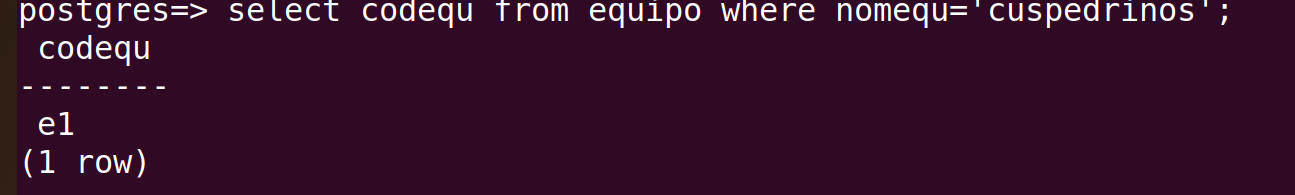 postgres=> select codequ from equipo where nomequ='cuspedrinos';
 codequ
--------
 e1
(1 row)